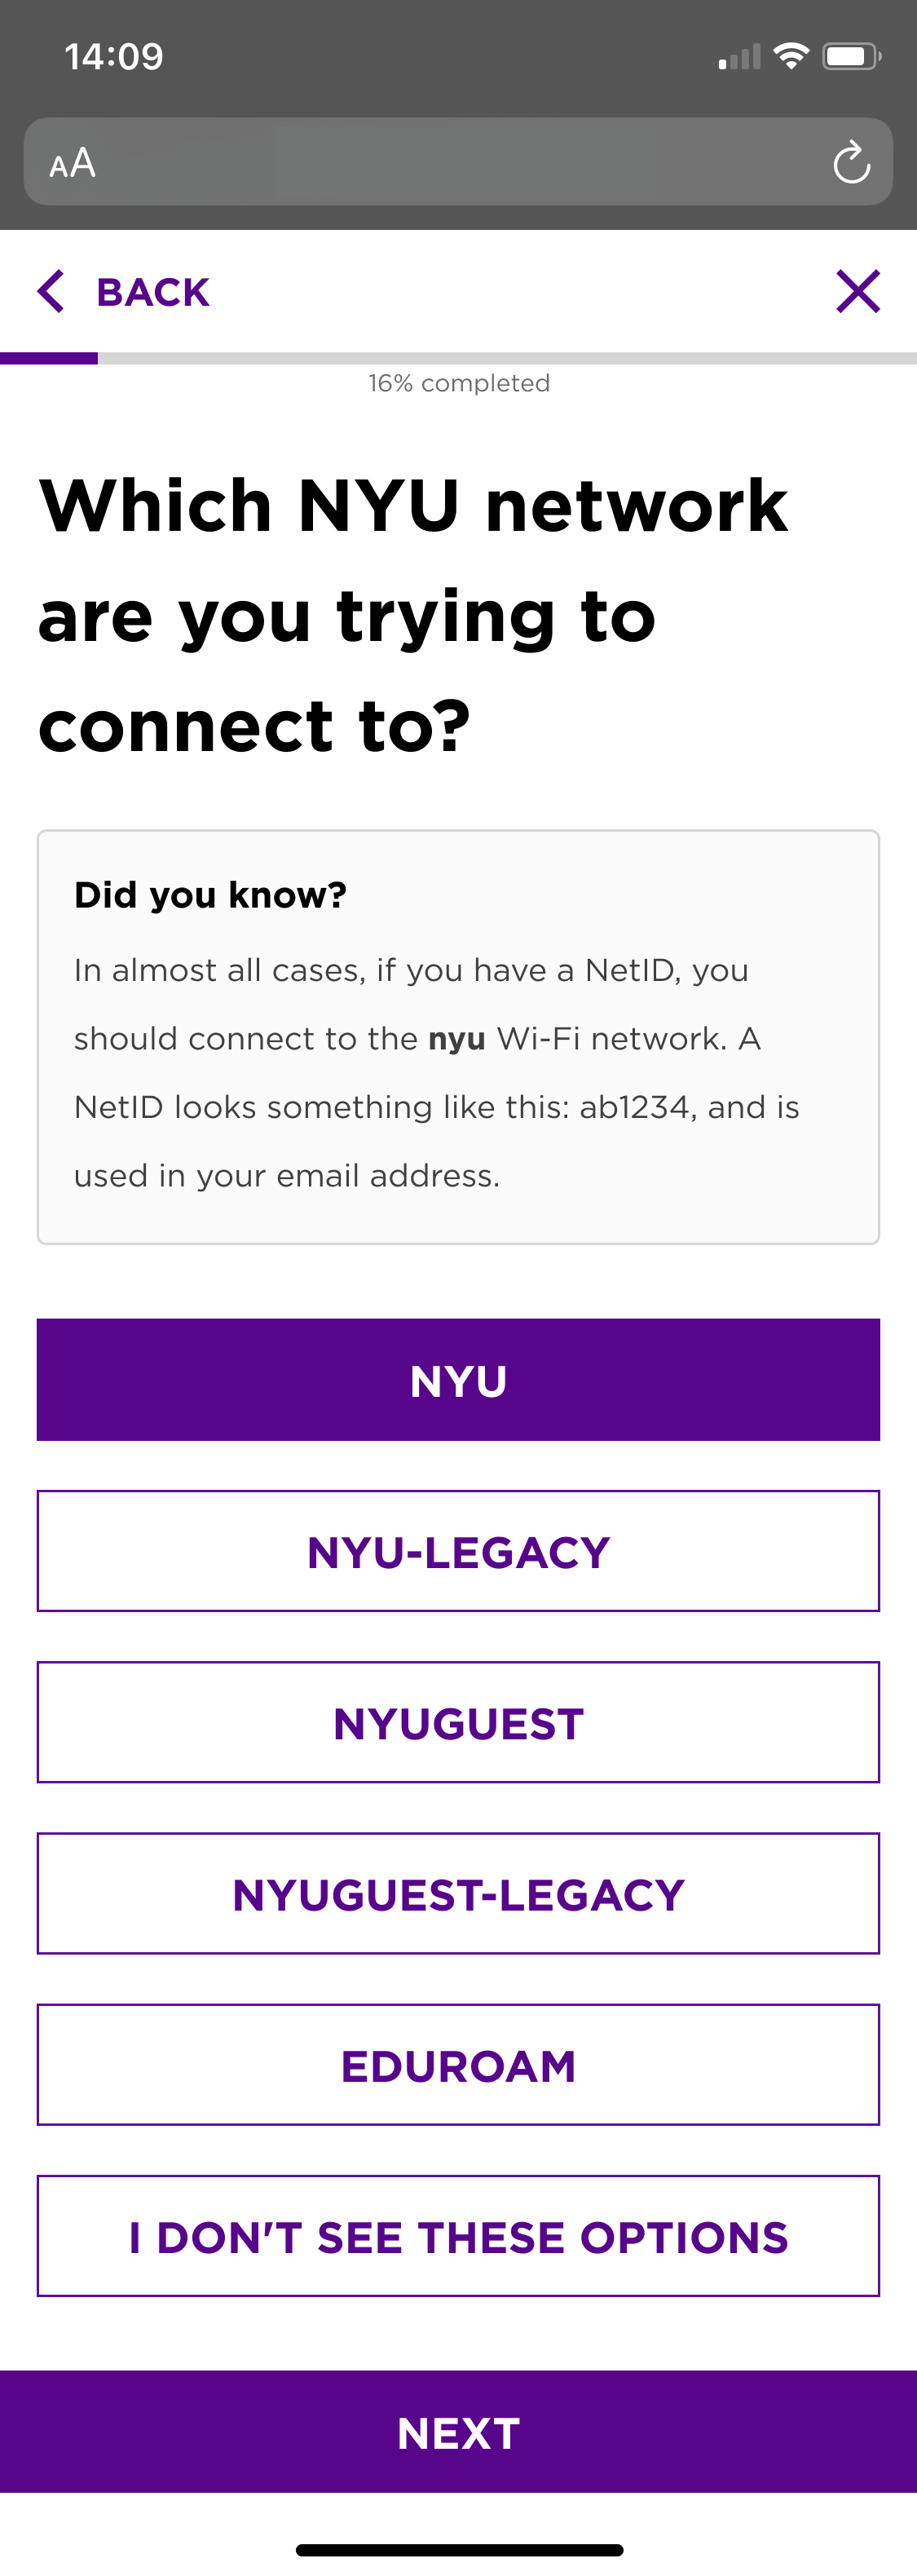 14:09
AA
BACK
16% completed
Which NYU network
are you trying to
connect to?
Did you know?
In almost all cases, if you have a NetID, you
should connect to the nyu Wi-Fi network. A
NetID looks something like this: ab1234, and is
used in your email address.
NYU
NYU-LEGACY
NYUGUEST
NYUGUEST-LEGACY
EDUROAM
I DON'T SEE THESE OPTIONS
NEXT